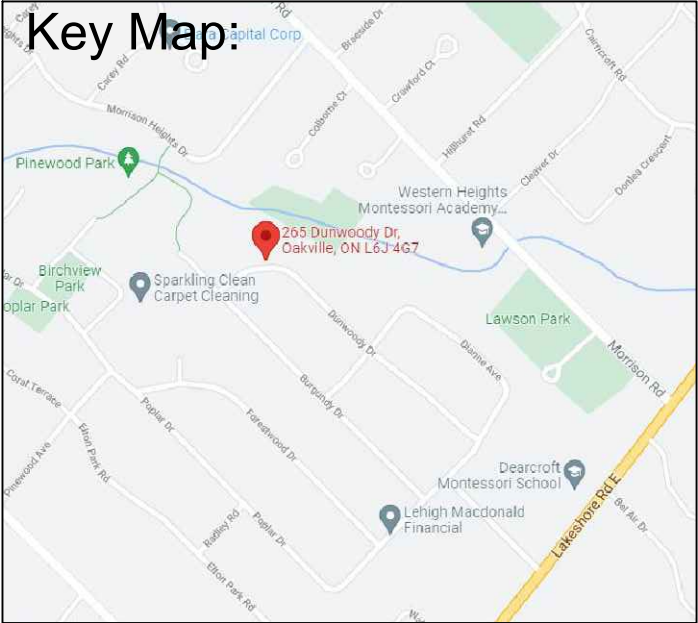 Key Map:
Rd
Capital Corp
Carey Rd
Braeside Dr
Cairncroft Rd
Crawford Ct
Colborne Ct
Morrison Heights Dr
Hillhurst Rd
Cleaver Dr
Donlea Crescent
Pinewood Park
Western Heights
Montessori Academy...
265 Dunwoody Dr,
Oakville, ON L6J 4G7
Birchview
Park
Sparkling Clean
Carpet Cleaning
oplar Park
Lawson Park
Dunwoody Dr
Dianne Ave
Morrison Rd
Coral Terrace
Burgundy Dr
Poplar Dr
Forestwood Dr
Elton Park Rd
Pinewood Ave
Dearcroft
Montessori School
Lakeshore Rd E
Lehigh Macdonald
Financial
Bel Air Dr
Radley Rd
Poplar Dr
Elton Park Rd